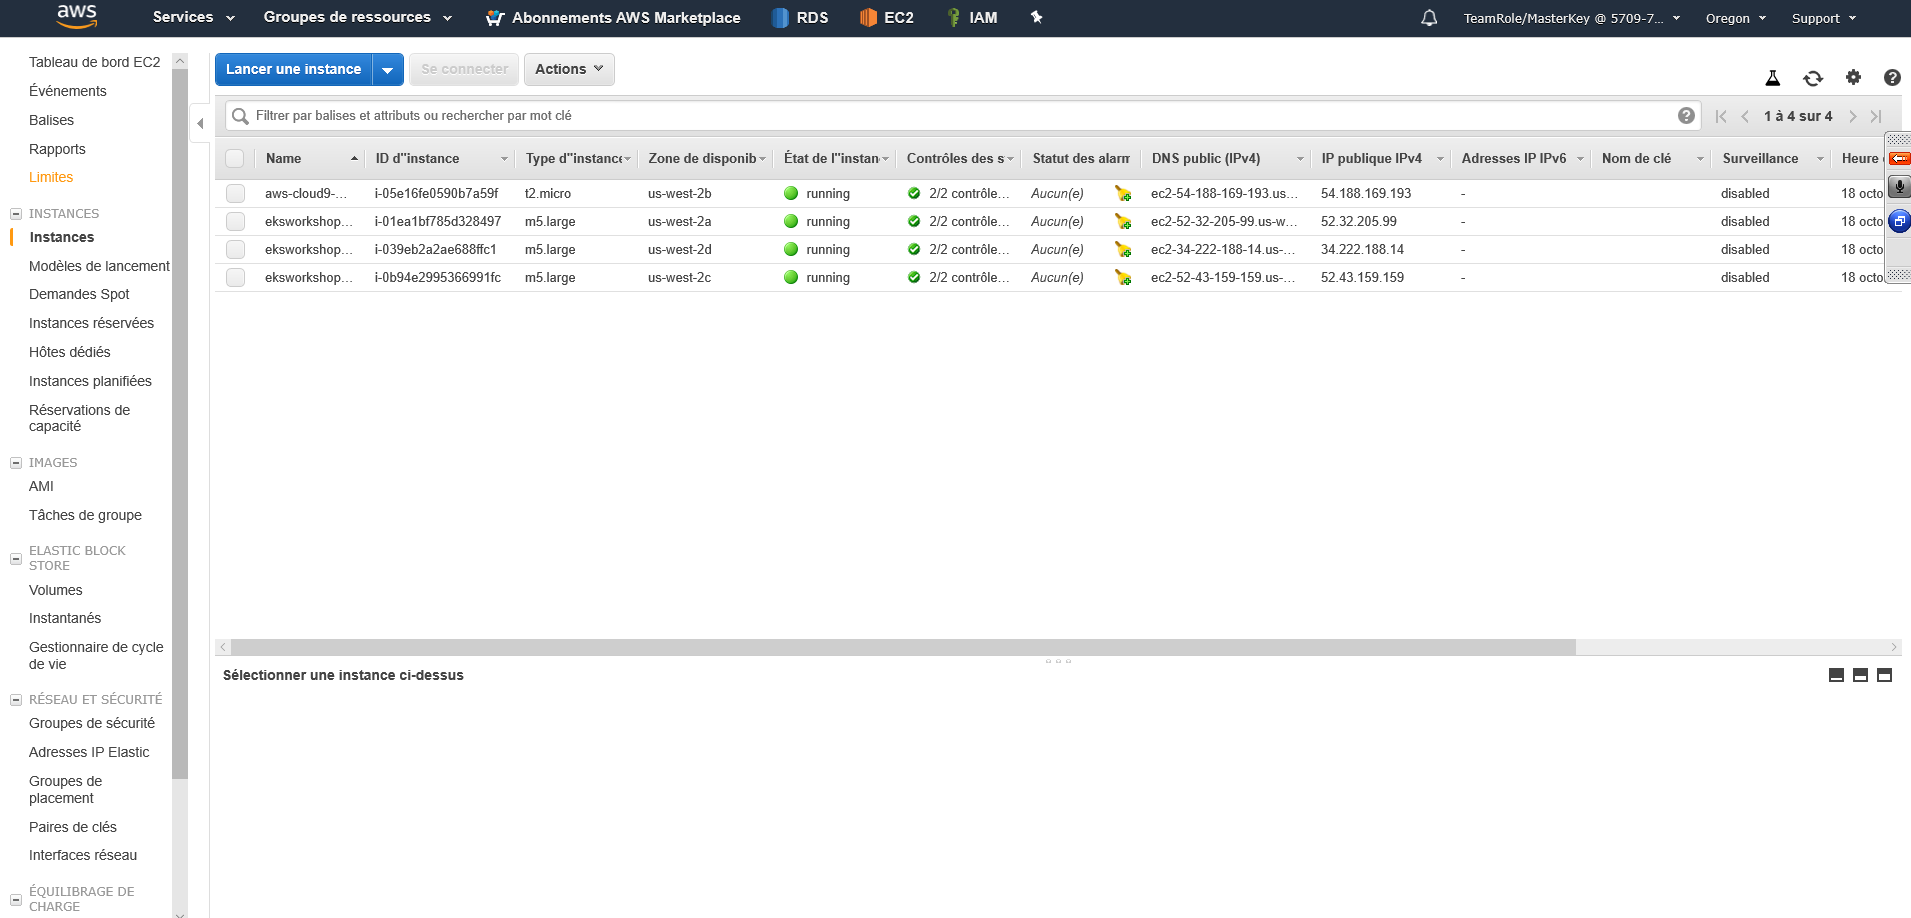 aws
Services
Groupes de ressources
Abonnements AWS Marketplace
RDS
EC2
IAM
TeamRole/MasterKey @ 5709-7...
Oregon
Support
Tableau de bord EC2
Événements
Balises
Rapports
Limites
INSTANCES
Instances
Modèles de lancement
Demandes Spot
Instances réservées
Hôtes dédiés
Instances planifiées
Réservations de
capacité
IMAGES
AMI
Tâches de groupe
ELASTIC BLOCK
STORE
Volumes
Instantanés
Gestionnaire de cycle
de vie
RÉSEAU ET SÉCURITÉ
Groupes de sécurité
Adresses IP Elastic
Groupes de
placement
Paires de clés
Interfaces réseau
ÉQUILIBRAGE DE
CHARGE
Lancer une instance
Se connecter
Actions
Filtrer par balises et attributs ou rechercher par mot clé
1 à 4 sur 4
Name ID d''instance Type d''instance Zone de disponib État de l''instan Contrôles des s Statut des alarm DNS public (IPv4) IP publique IPv4 Adresses IP IPv6 Nom de clé Surveillance Heure
aws-cloud9-... i-05e16fe0590b7a59f t2.micro us-west-2b running 2/2 contrôle... Aucun(e) ec2-54-188-169-193.us... 54.188.169.193 - disabled 18 octo
eksworkshop... i-01ea1bf785d328497 m5.large us-west-2a running 2/2 contrôle... Aucun(e) ec2-52-32-205-99.us-w... 52.32.205.99 - disabled 18 octo
eksworkshop... i-039eb2a2ae688ffc1 m5.large us-west-2d running 2/2 contrôle... Aucun(e) ec2-34-222-188-14.us-... 34.222.188.14 - disabled 18 octo
eksworkshop... i-0b94e2995366991fc m5.large us-west-2c running 2/2 contrôle... Aucun(e) ec2-52-43-159-159.us-... 52.43.159.159 - disabled 18 octo
Sélectionner une instance ci-dessus